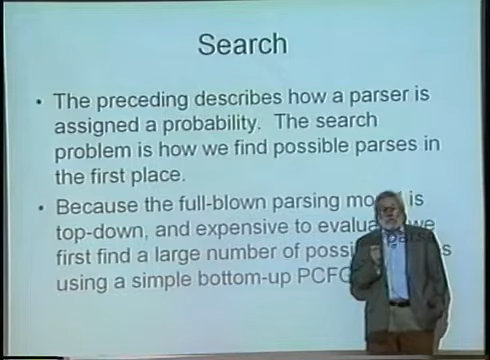 Search
• The preceding describes how a parser is
assigned a probability. The search
problem is how we find possible parses in
the first place.
• Because the full-blown parsing is
top-down, and expensive to we
first find a large number of
using a simple bottom-up PCFG